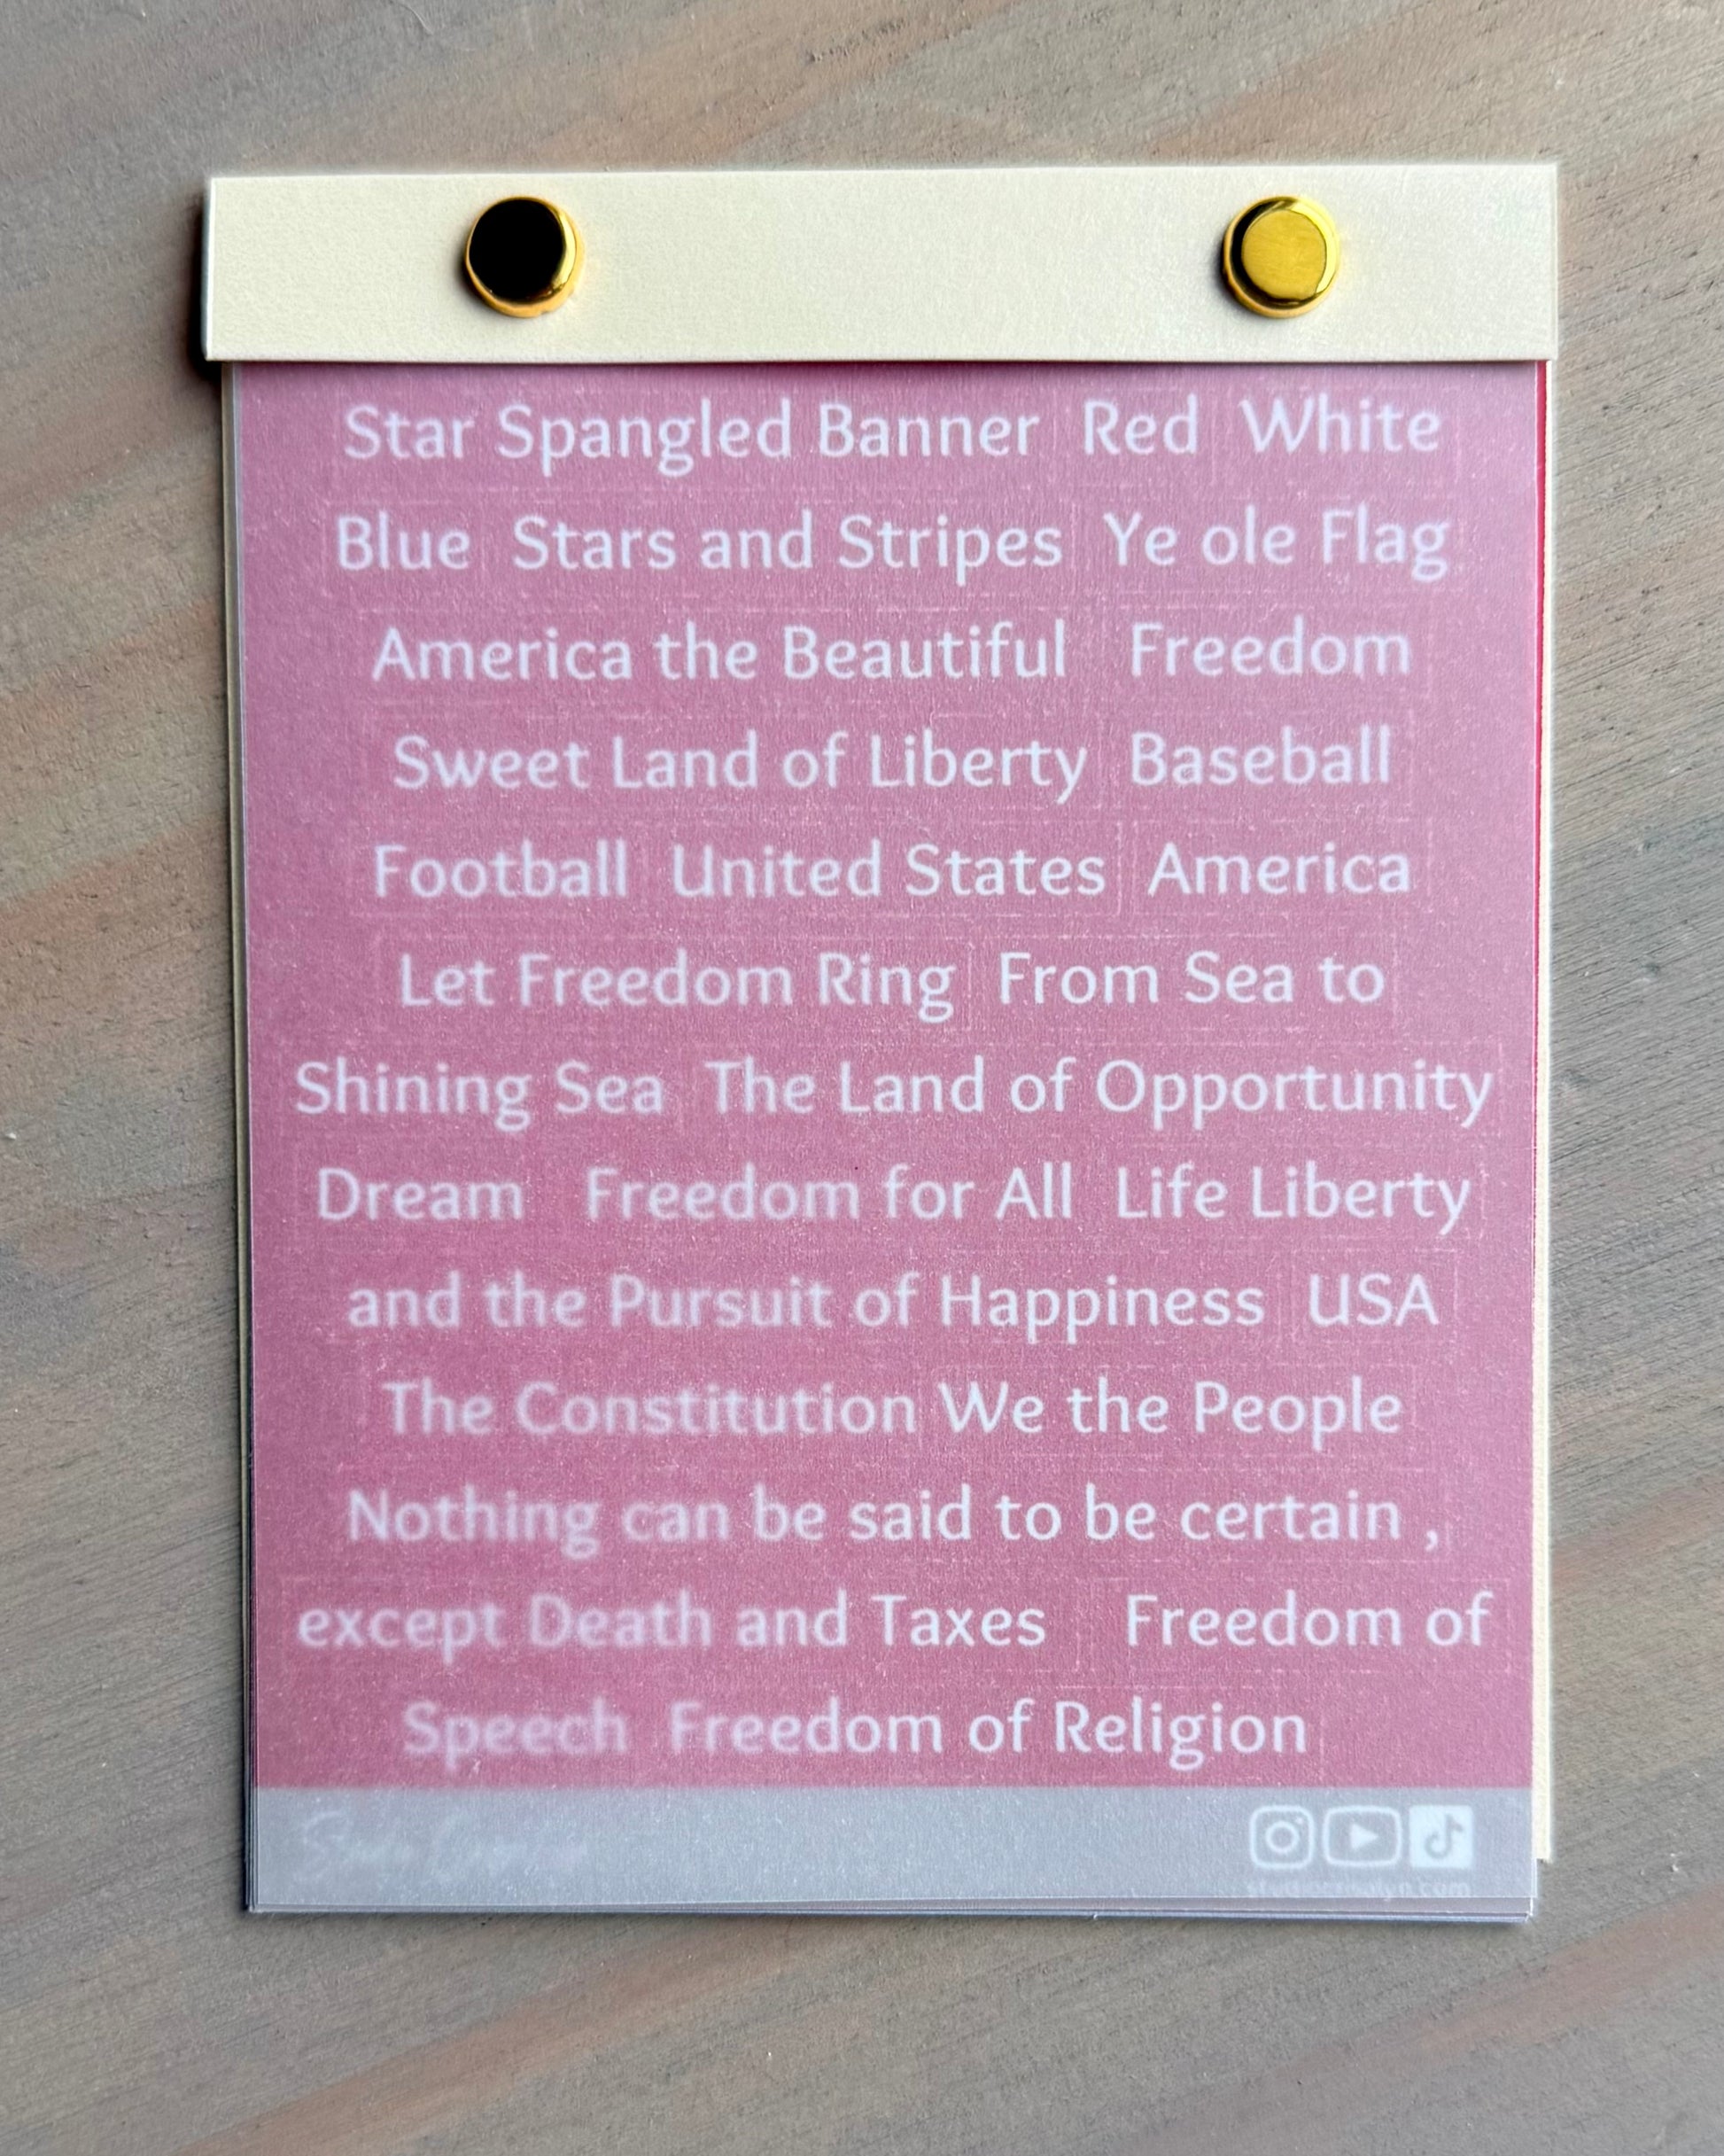 Star Spangled Banner Red White
Blue Stars and Stripes Ye ole Flag
America the Beautiful Freedom
Sweet Land of Liberty Baseball
Football United States America
Let Freedom Ring From Sea to
Shining Sea The Land of Opportunity
Dream Freedom for All Life Liberty
and the Pursuit of Happiness USA
The Constitution We the People
Nothing can be said to be certain ,
except Death and Taxes Freedom of
Speech Freedom of Religion